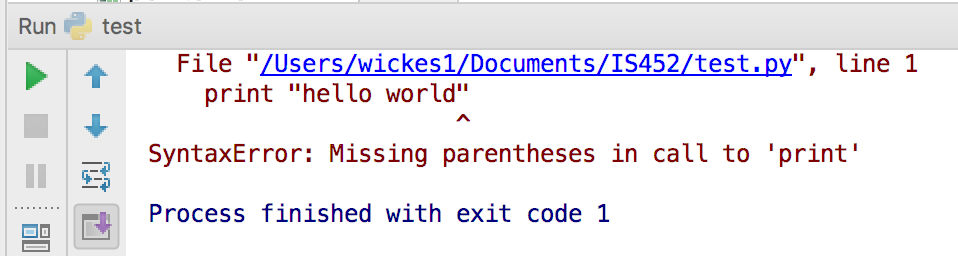 Run test
File "/Users/wickes1/Documents/IS452/test.py", line 1
print "hello world"
^
SyntaxError: Missing parentheses in call to 'print'
Process finished with exit code 1